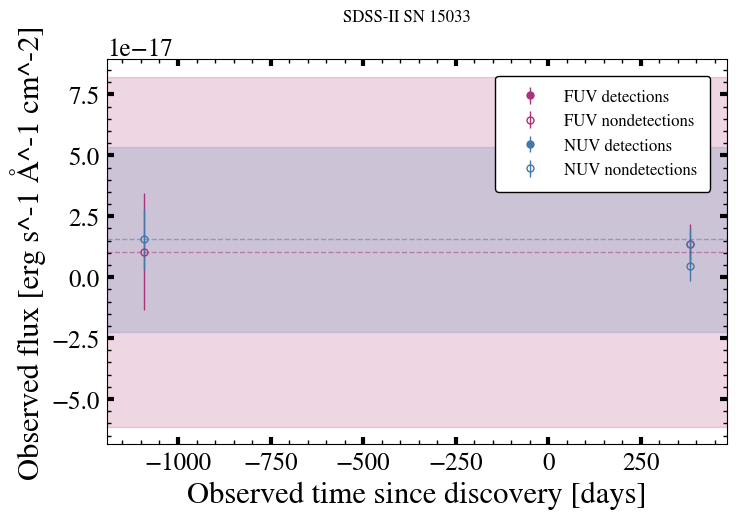 SDSS-II SN 15033
1e−17
Observed flux [erg s^-1 Å^-1 cm^-2]
7.5
5.0
2.5
0.0
−2.5
−5.0
FUV detections
FUV nondetections
NUV detections
NUV nondetections
−1000 −750 −500 −250 0 250
Observed time since discovery [days]